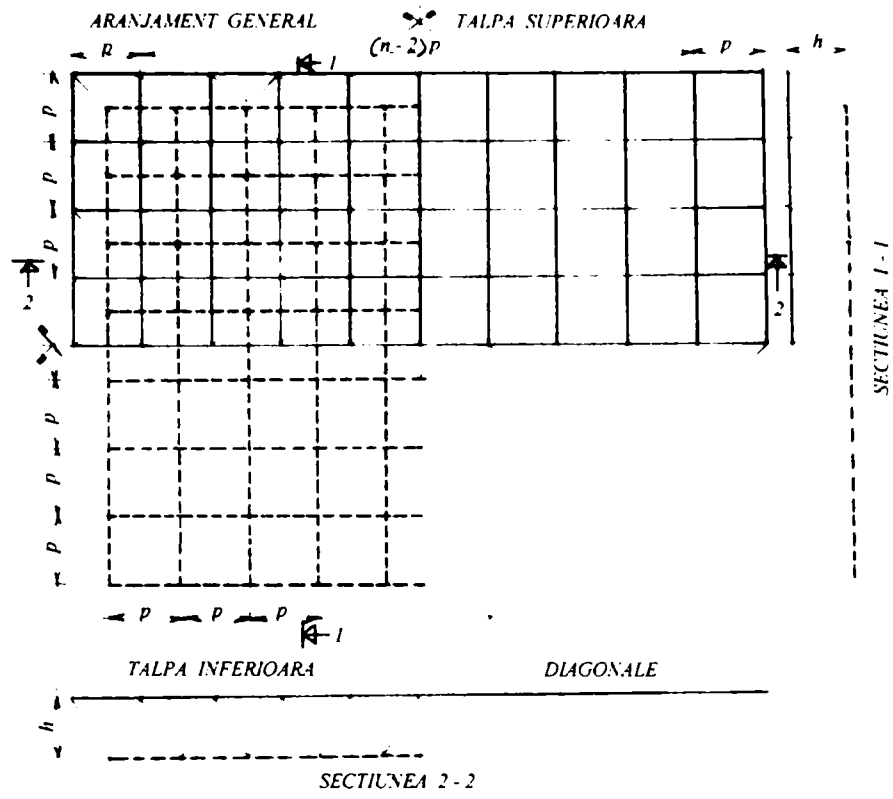 ARANJAMENT GENERAL TALPA SUPERIOARA
p (n-2)p p h
1
p
p
p
2 2
SECTIUNEA 1-1
p
p
p
p p p
1
TALPA INFERIOARA DIAGONALE
h
SECTIUNEA 2-2